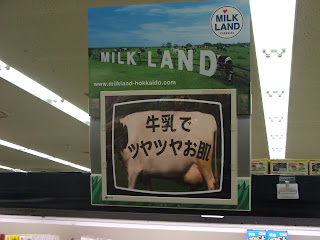 MILK LAND
HOKKAIDO
MILK LAND
www.milkland-hokkaido.com
牛乳で
ツヤツヤお肌